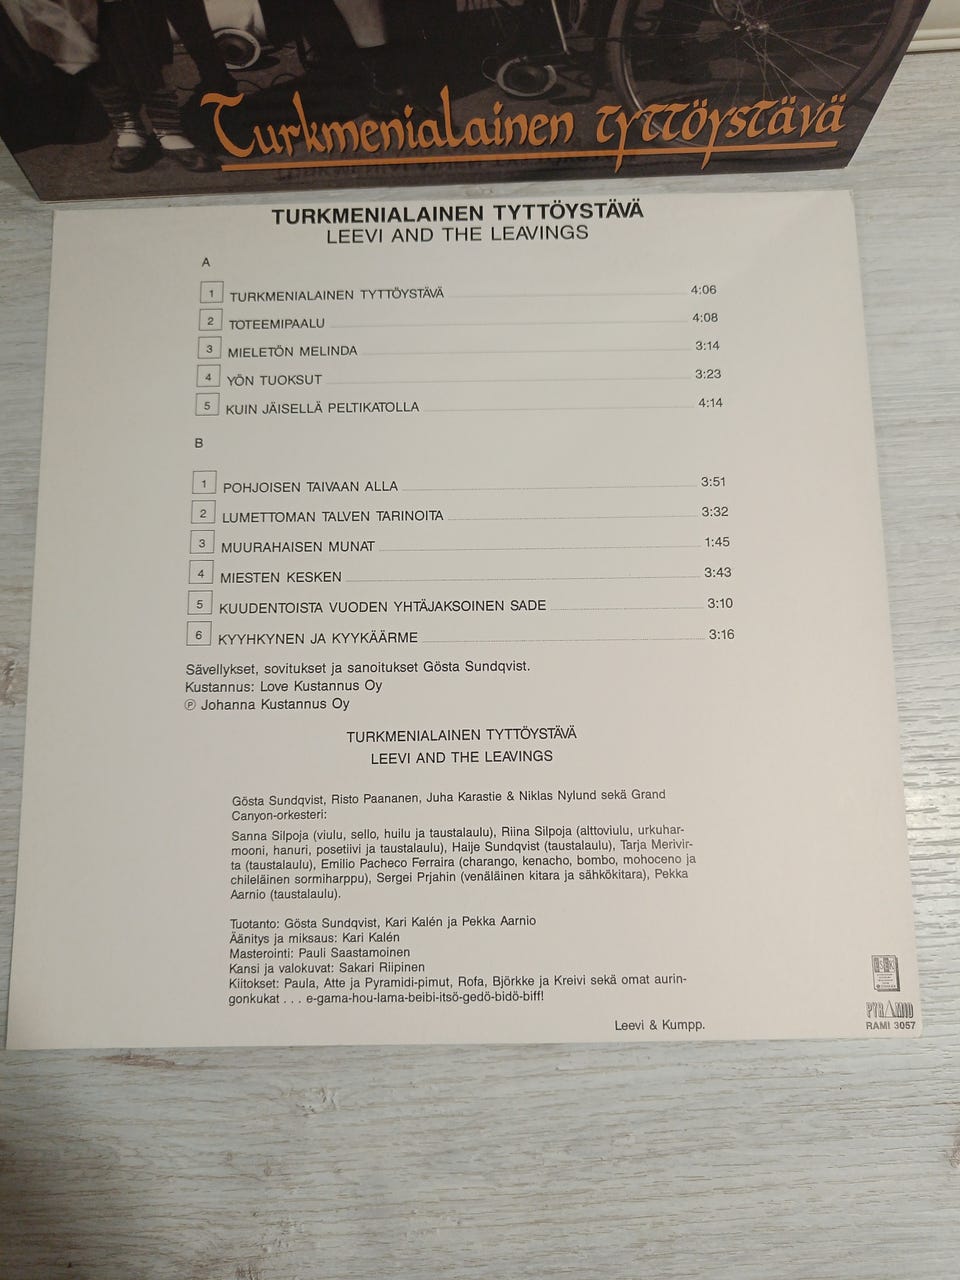 Turkmenialainen tyttöystävä
TURKMENIALAINEN TYTTÖYSTÄVÄ
LEEVI AND THE LEAVINGS
A
1 TURKMENIALAINEN TYTTÖYSTÄVÄ 4:06
2 TOTEEMIPAALU 4:08
3 MIELETÖN MELINDA 3:14
4 YÖN TUOKSUT 3:23
5 KUIN JÄISELLÄ PELTIKATOLLA 4:14
B
1 POHJOISEN TAIVAAN ALLA 3:51
2 LUMETTOMAN TALVEN TARINOITA 3:32
3 MUURAHAISEN MUNAT 1:45
4 MIESTEN KESKEN 3:43
5 KUUDENTOISTA VUODEN YHTÄJAKSOINEN SADE 3:10
6 KYYHKYNEN JA KYYKÄÄRME 3:16
Sävellykset, sovitukset ja sanoitukset Gösta Sundqvist.
Kustannus: Love Kustannus Oy
℗ Johanna Kustannus Oy
TURKMENIALAINEN TYTTÖYSTÄVÄ
LEEVI AND THE LEAVINGS
Gösta Sundqvist, Risto Paananen, Juha Karastie & Niklas Nylund sekä Grand
Canyon-orkesteri:
Sanna Silpoja (viulu, sello, huilu ja taustalaulu), Riina Silpoja (alttoviulu, urkuhar-
mooni, hanuri, posetiivi ja taustalaulu), Haije Sundqvist (taustalaulu), Tarja Merivir-
ta (taustalaulu), Emilio Pacheco Ferraira (charango, kenacho, bombo, mohoceno ja
chileläinen sormiharppu), Sergei Prjahin (venäläinen kitara ja sähkökitara), Pekka
Aarnio (taustalaulu).
Tuotanto: Gösta Sundqvist, Kari Kalén ja Pekka Aarnio
Äänitys ja miksaus: Kari Kalén
Masterointi: Pauli Saastamoinen
Kansi ja valokuvat: Sakari Riipinen
Kiitokset: Paula, Atte ja Pyramidi-pimut, Rofa, Björkke ja Kreivi sekä omat aurin-
gonkukat . . . e-gama-hou-lama-beibi-itsö-gedö-bidö-biff!
Leevi & Kumpp.
PYRAMID
RAMI 3057